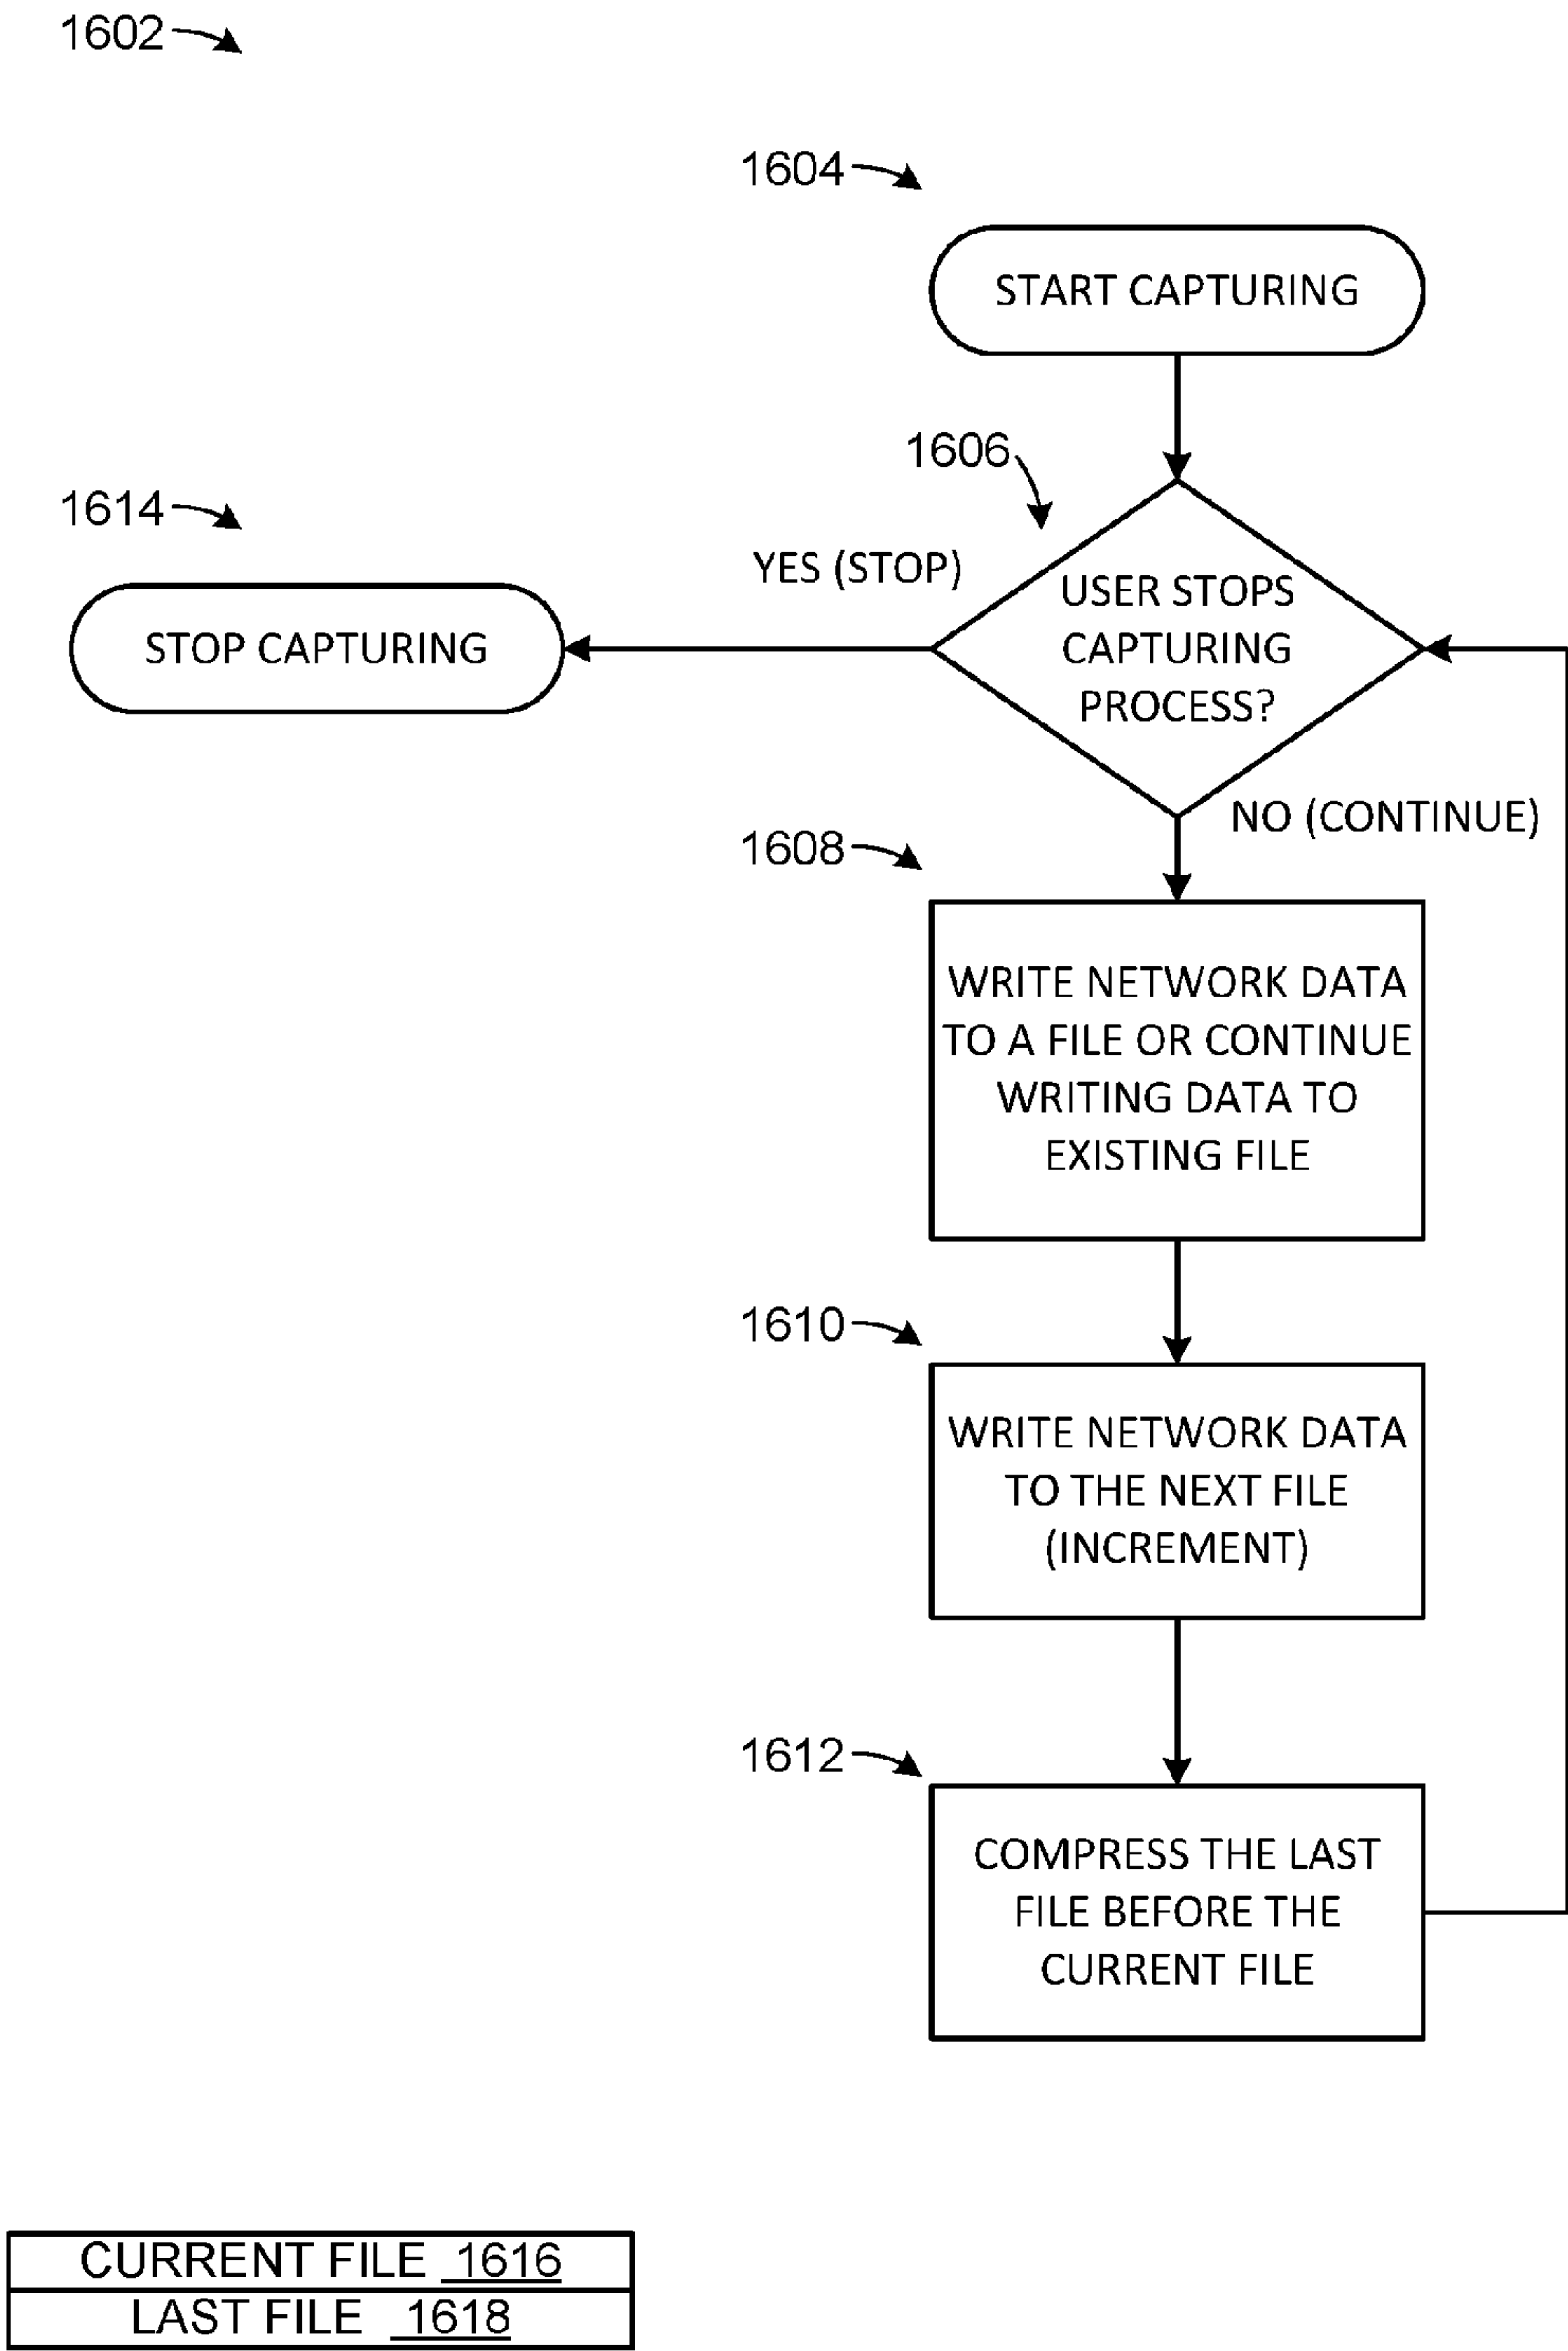 1602
1604
START CAPTURING
1606
1614
YES (STOP)
USER STOPS
CAPTURING
PROCESS?
STOP CAPTURING
NO (CONTINUE)
1608
WRITE NETWORK DATA
TO A FILE OR CONTINUE
WRITING DATA TO
EXISTING FILE
1610
WRITE NETWORK DATA
TO THE NEXT FILE
(INCREMENT)
1612
COMPRESS THE LAST
FILE BEFORE THE
CURRENT FILE
CURRENT FILE 1616
LAST FILE 1618